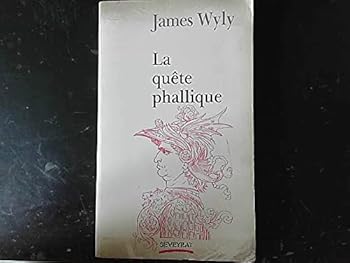 James Wyly
La
quête
phallique
SEVEYRAT